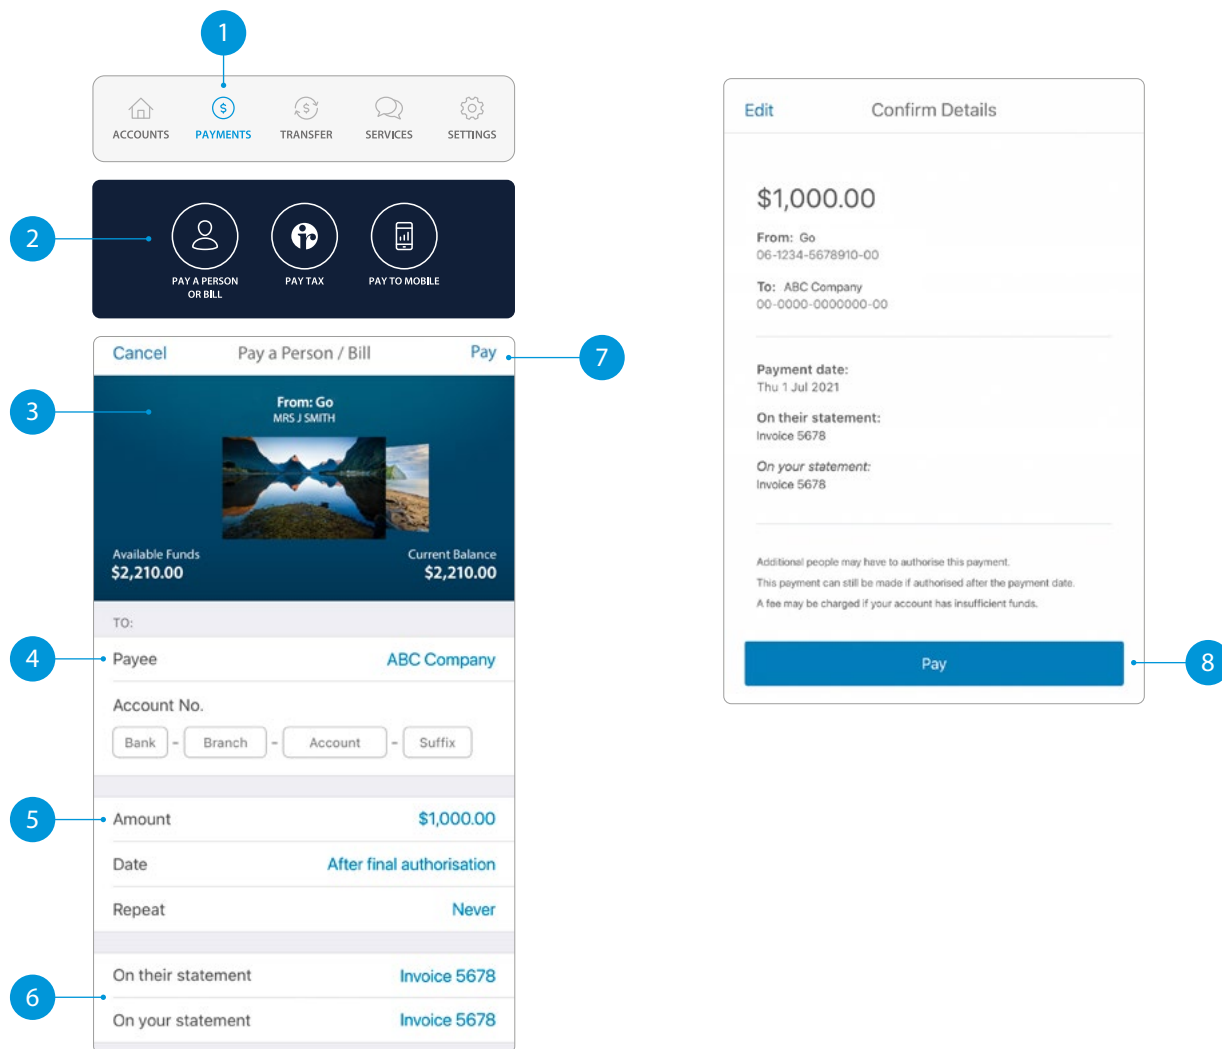 1
ACCOUNTS PAYMENTS TRANSFER SERVICES SETTINGS
2
PAY A PERSON OR BILL
PAY TAX
PAY TO MOBILE
Cancel Pay a Person / Bill Pay
7
3
From: Go
MRS J SMITH
Available Funds Current Balance
$2,210.00 $2,210.00
TO:
4
Payee ABC Company
Account No.
Bank - Branch - Account - Suffix
5
Amount $1,000.00
Date After final authorisation
Repeat Never
6
On their statement Invoice 5678
On your statement Invoice 5678
Edit Confirm Details
$1,000.00
From: Go
06-1234-5678910-00
To: ABC Company
00-0000-0000000-00
Payment date:
Thu 1 Jul 2021
On their statement:
Invoice 5678
On your statement:
Invoice 5678
Additional people may have to authorise this payment.
This payment can still be made if authorised after the payment date.
A fee may be charged if your account has insufficient funds.
Pay
8